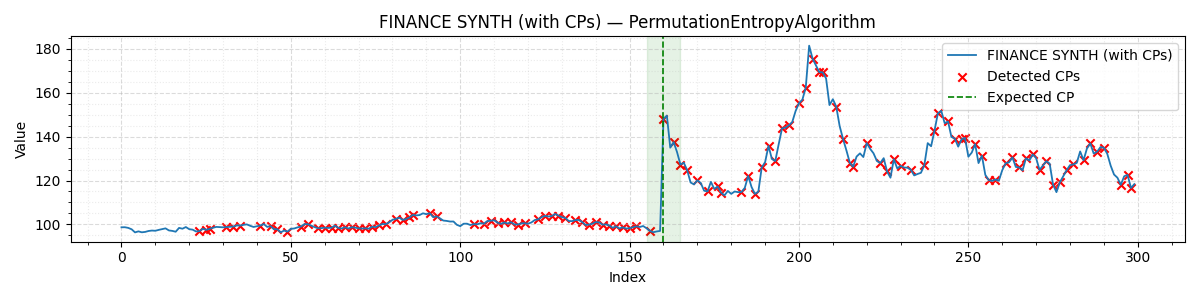 FINANCE SYNTH (with CPs) — PermutationEntropyAlgorithm
FINANCE SYNTH (with CPs)
Detected CPs
Expected CP
Value
180
160
140
120
100
0 50 100 150 200 250 300
Index